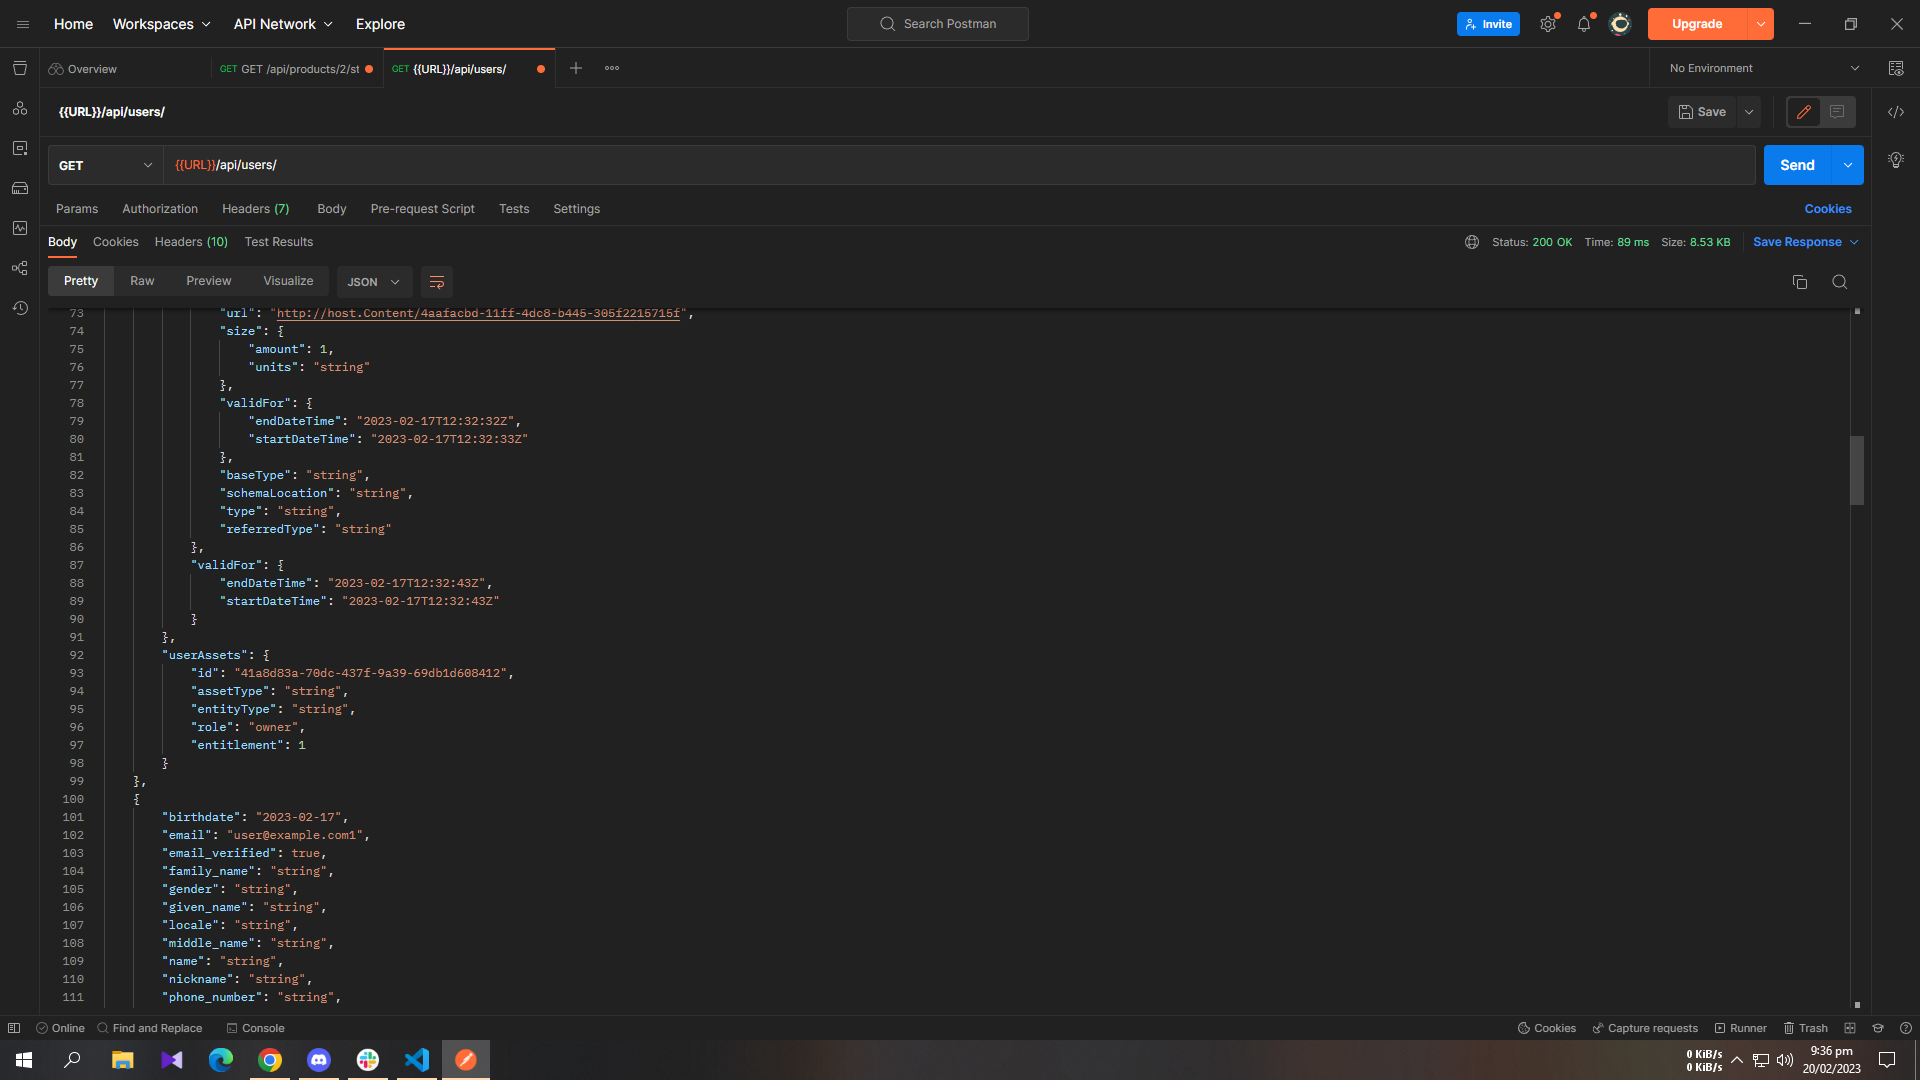 Home Workspaces API Network Explore Search Postman Invite Upgrade
Overview GET GET /api/products/2/st GET {{URL}}/api/users/ No Environment
{{URL}}/api/users/ Save
GET {{URL}}/api/users/ Send
Params Authorization Headers (7) Body Pre-request Script Tests Settings Cookies
Body Cookies Headers (10) Test Results Status: 200 OK Time: 89 ms Size: 8.53 KB Save Response
Pretty Raw Preview Visualize JSON
73 "url": "http://host.Content/4aafacbd-11ff-4dc8-b445-305f2215715f",
74 "size": {
75 "amount": 1,
76 "units": "string"
77 },
78 "validFor": {
79 "endDateTime": "2023-02-17T12:32:32Z",
80 "startDateTime": "2023-02-17T12:32:33Z"
81 },
82 "baseType": "string",
83 "schemaLocation": "string",
84 "type": "string",
85 "referredType": "string"
86 },
87 "validFor": {
88 "endDateTime": "2023-02-17T12:32:43Z",
89 "startDateTime": "2023-02-17T12:32:43Z"
90 }
91 },
92 "userAssets": {
93 "id": "41a8d83a-70dc-437f-9a39-69db1d608412",
94 "assetType": "string",
95 "entityType": "string",
96 "role": "owner",
97 "entitlement": 1
98 }
99 },
100 {
101 "birthdate": "2023-02-17",
102 "email": "user@example.com1",
103 "email_verified": true,
104 "family_name": "string",
105 "gender": "string",
106 "given_name": "string",
107 "locale": "string",
108 "middle_name": "string",
109 "name": "string",
110 "nickname": "string",
111 "phone_number": "string",
Online Find and Replace Console Cookies Capture requests Runner Trash
0 KiB/s 9:36 pm
0 KiB/s 20/02/2023